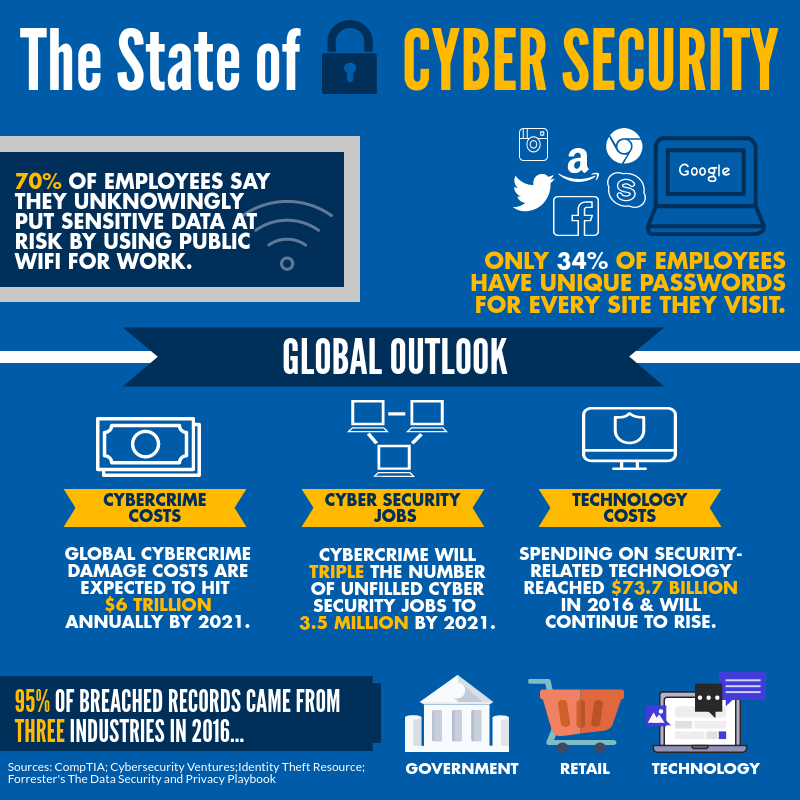 The State of CYBER SECURITY
70% OF EMPLOYEES SAY
THEY UNKNOWINGLY
PUT SENSITIVE DATA AT
RISK BY USING PUBLIC
WIFI FOR WORK.
a
Google
ONLY 34% OF EMPLOYEES
HAVE UNIQUE PASSWORDS
FOR EVERY SITE THEY VISIT.
GLOBAL OUTLOOK
CYBERCRIME
COSTS
GLOBAL CYBERCRIME
DAMAGE COSTS ARE
EXPECTED TO HIT
$6 TRILLION
ANNUALLY BY 2021.
CYBER SECURITY
JOBS
CYBERCRIME WILL
TRIPLE THE NUMBER
OF UNFILLED CYBER
SECURITY JOBS TO
3.5 MILLION BY 2021.
TECHNOLOGY
COSTS
SPENDING ON SECURITY-
RELATED TECHNOLOGY
REACHED $73.7 BILLION
IN 2016 & WILL
CONTINUE TO RISE.
95% OF BREACHED RECORDS CAME FROM
THREE INDUSTRIES IN 2016...
GOVERNMENT
RETAIL
TECHNOLOGY
Sources: CompTIA; Cybersecurity Ventures;Identity Theft Resource;
Forrester's The Data Security and Privacy Playbook